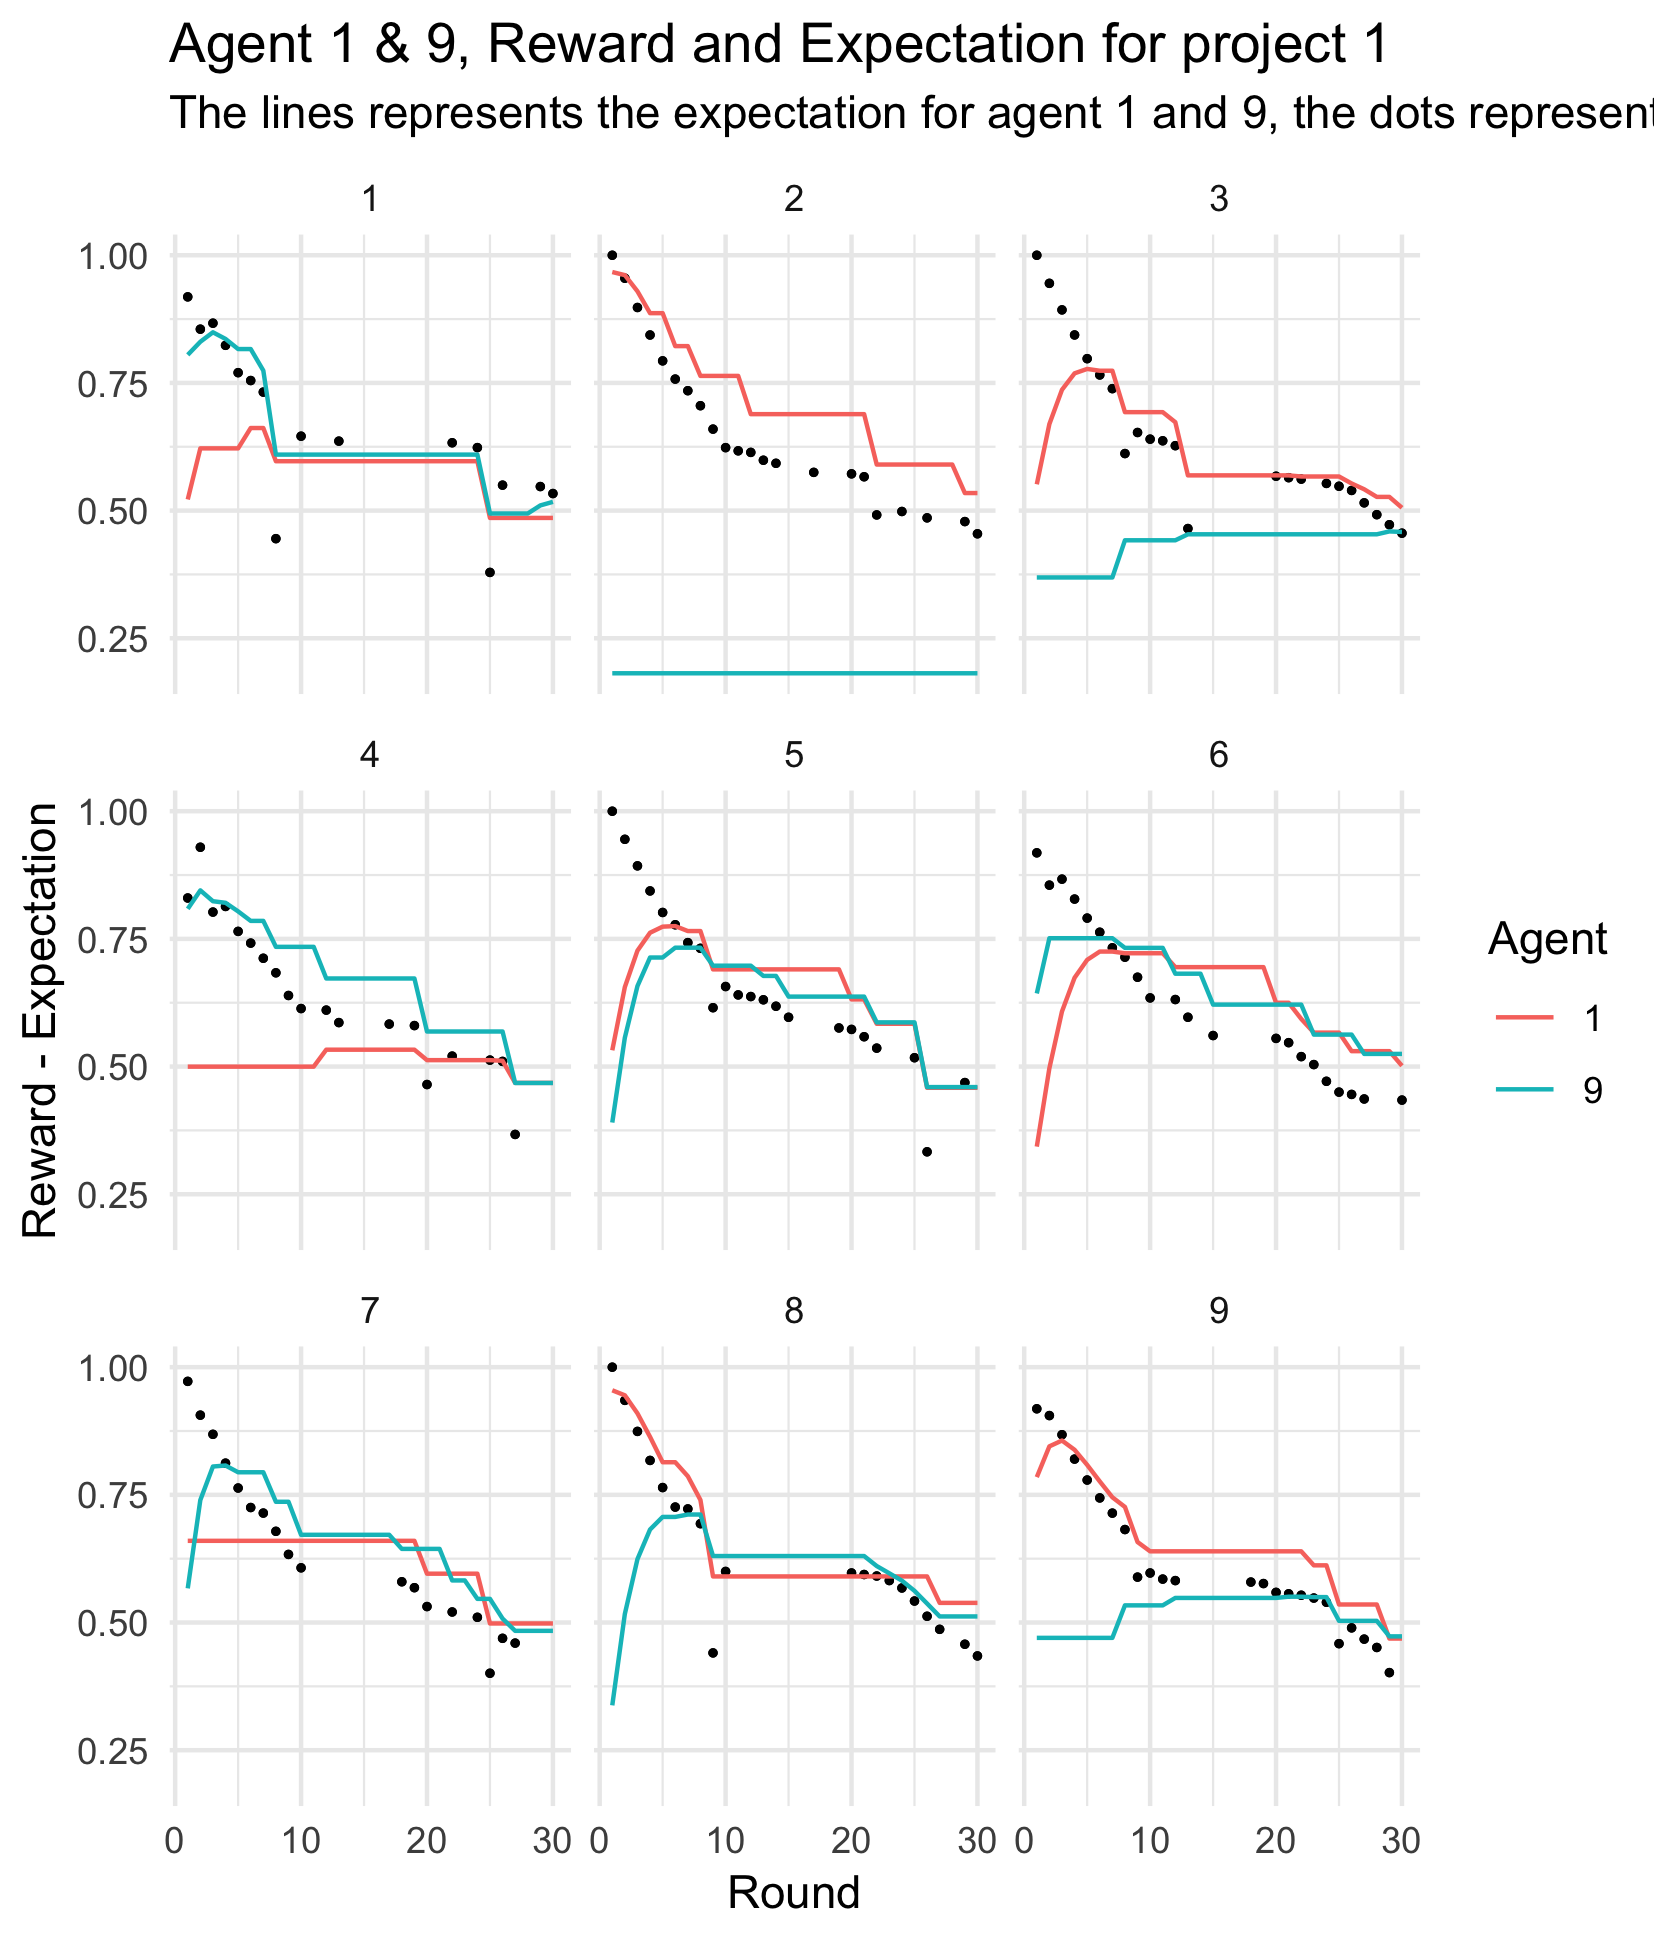 Agent 1 & 9, Reward and Expectation for project 1
The lines represents the expectation for agent 1 and 9, the dots represent
1 2 3
1.00
0.75
0.50
0.25
4 5 6
1.00
0.75
0.50
0.25
7 8 9
1.00
0.75
0.50
0.25
0 10 20 30 0 10 20 30 0 10 20 30
Round
Reward - Expectation
Agent
1
9